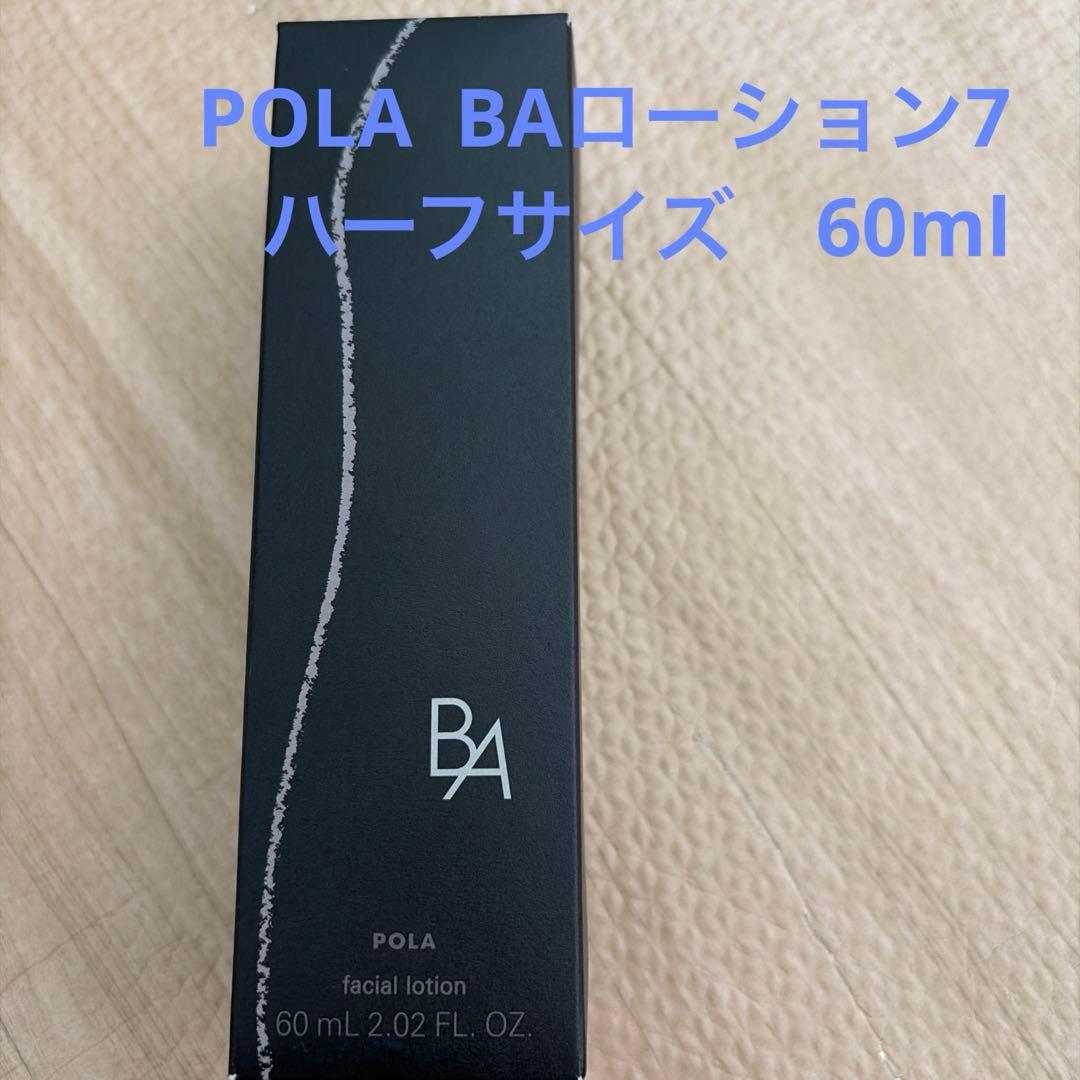 POLA BAローション7
ハーフサイズ　60ml
BA
POLA
facial lotion
60 mL 2.02 FL. OZ.